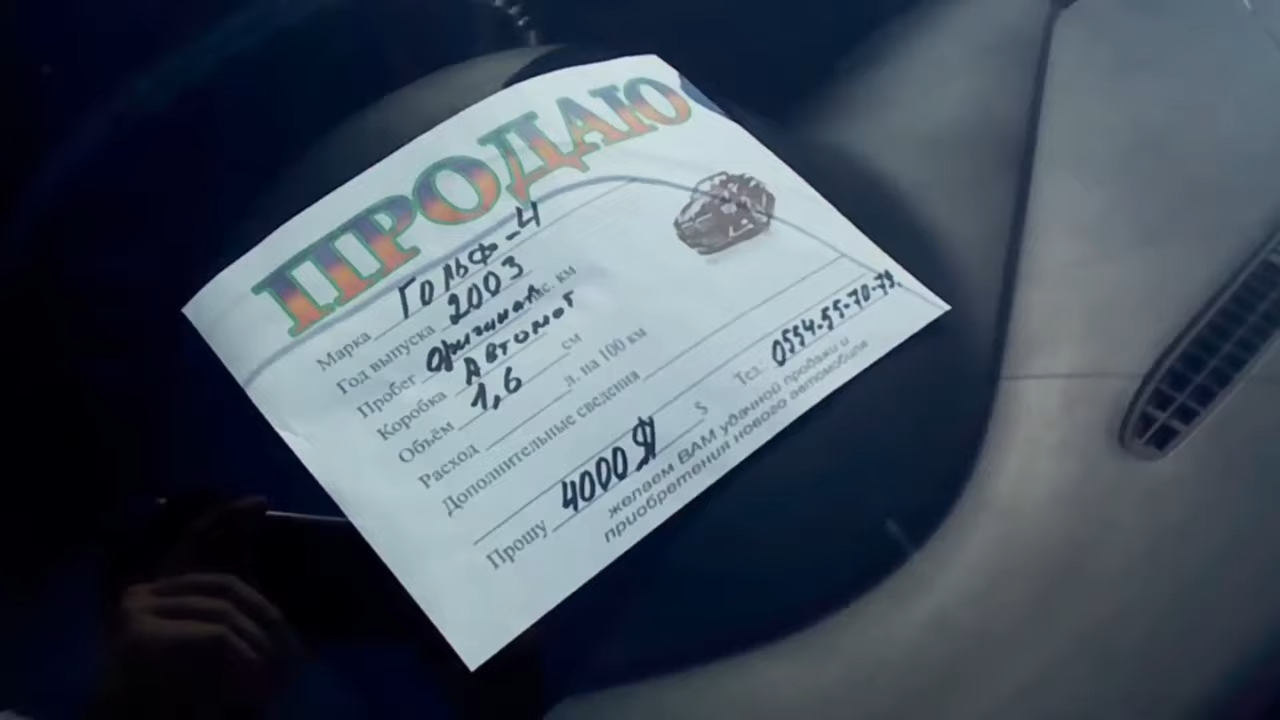 ПРОДАЮ
Марка Гольф-4
Год выпуска 2003
Пробег Оригинал тыс. км
Коробка Автомат
Объём 1,6 см
Расход л. на 100 км
Дополнительные сведения
Прошу 4000 $ $ Тел: 0554-55-70-79.
желаем ВАМ удачной продажи и
приобретения нового автомобиля